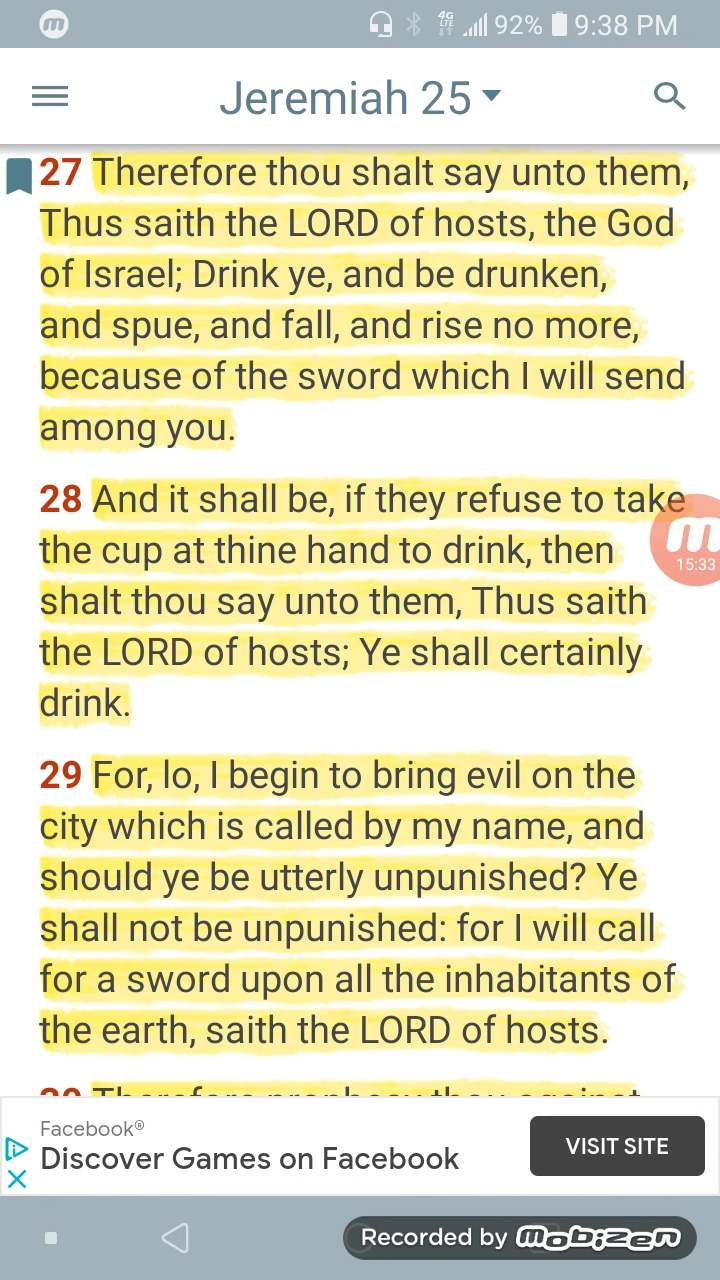 m 4G LTE 92% 9:38 PM
Jeremiah 25
27 Therefore thou shalt say unto them,
Thus saith the LORD of hosts, the God
of Israel; Drink ye, and be drunken,
and spue, and fall, and rise no more,
because of the sword which I will send
among you.
28 And it shall be, if they refuse to take
the cup at thine hand to drink, then
shalt thou say unto them, Thus saith
the LORD of hosts; Ye shall certainly
drink.
m
15:33
29 For, lo, I begin to bring evil on the
city which is called by my name, and
should ye be utterly unpunished? Ye
shall not be unpunished: for I will call
for a sword upon all the inhabitants of
the earth, saith the LORD of hosts.
30 Therefore prophesy thou against
Facebook®
Discover Games on Facebook
VISIT SITE
Recorded by mobizen